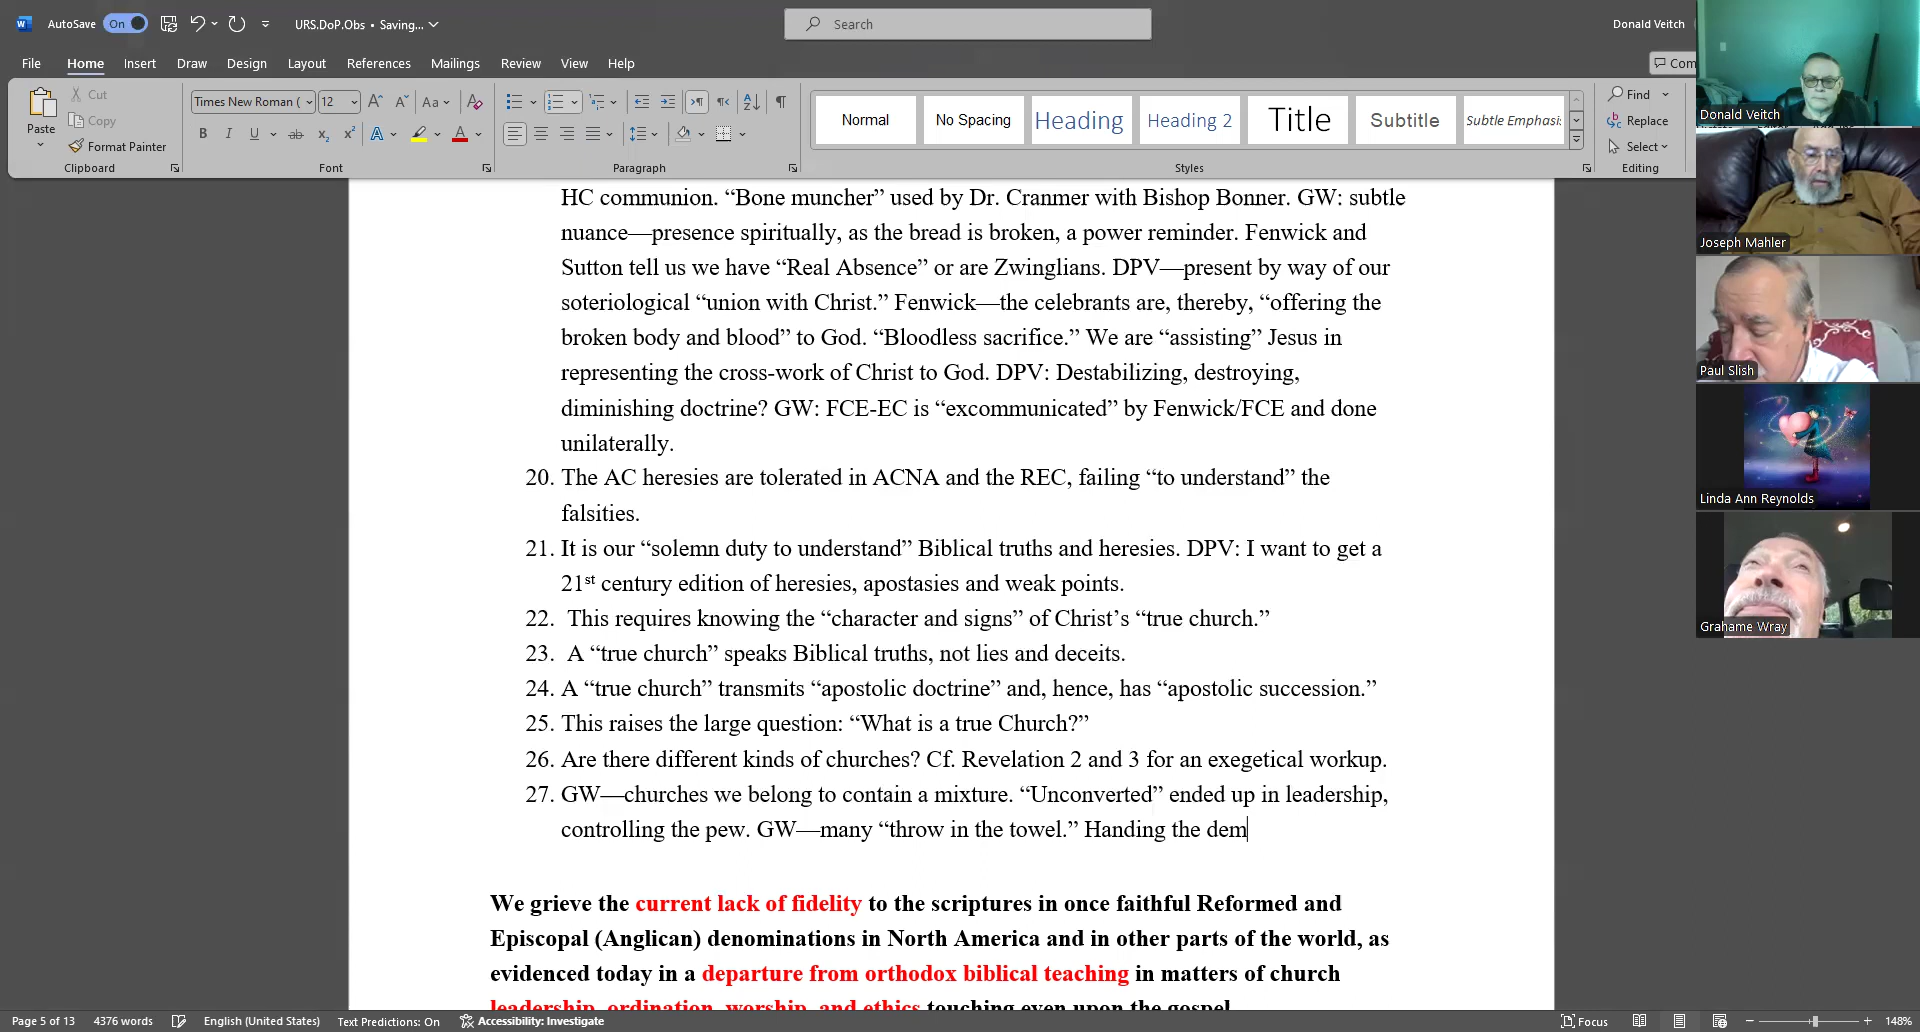 AutoSave On URS.DoP.Obs • Saving... Search Donald Veitch
File Home Insert Draw Design Layout References Mailings Review View Help Com
Paste Cut Copy Format Painter Clipboard
Times New Roman ( 12 Aa A
B I U ab x2 x2 A A Font
Paragraph
Normal No Spacing Heading Heading 2 Title Subtitle Subtle Emphasis Styles
Find Replace Select Editing
HC communion. “Bone muncher” used by Dr. Cranmer with Bishop Bonner. GW: subtle
nuance—presence spiritually, as the bread is broken, a power reminder. Fenwick and
Sutton tell us we have “Real Absence” or are Zwinglians. DPV—present by way of our
soteriological “union with Christ.” Fenwick—the celebrants are, thereby, “offering the
broken body and blood” to God. “Bloodless sacrifice.” We are “assisting” Jesus in
representing the cross-work of Christ to God. DPV: Destabilizing, destroying,
diminishing doctrine? GW: FCE-EC is “excommunicated” by Fenwick/FCE and done
unilaterally.
20. The AC heresies are tolerated in ACNA and the REC, failing “to understand” the
falsities.
21. It is our “solemn duty to understand” Biblical truths and heresies. DPV: I want to get a
21st century edition of heresies, apostasies and weak points.
22. This requires knowing the “character and signs” of Christ’s “true church.”
23. A “true church” speaks Biblical truths, not lies and deceits.
24. A “true church” transmits “apostolic doctrine” and, hence, has “apostolic succession.”
25. This raises the large question: “What is a true Church?”
26. Are there different kinds of churches? Cf. Revelation 2 and 3 for an exegetical workup.
27. GW—churches we belong to contain a mixture. “Unconverted” ended up in leadership,
controlling the pew. GW—many “throw in the towel.” Handing the dem
We grieve the current lack of fidelity to the scriptures in once faithful Reformed and
Episcopal (Anglican) denominations in North America and in other parts of the world, as
evidenced today in a departure from orthodox biblical teaching in matters of church
leadership, ordination, worship, and ethics touching even upon the gospel
Donald Veitch
Joseph Mahler
Paul Slish
Linda Ann Reynolds
Grahame Wray
Page 5 of 13 4376 words English (United States) Text Predictions: On Accessibility: Investigate Focus 148%